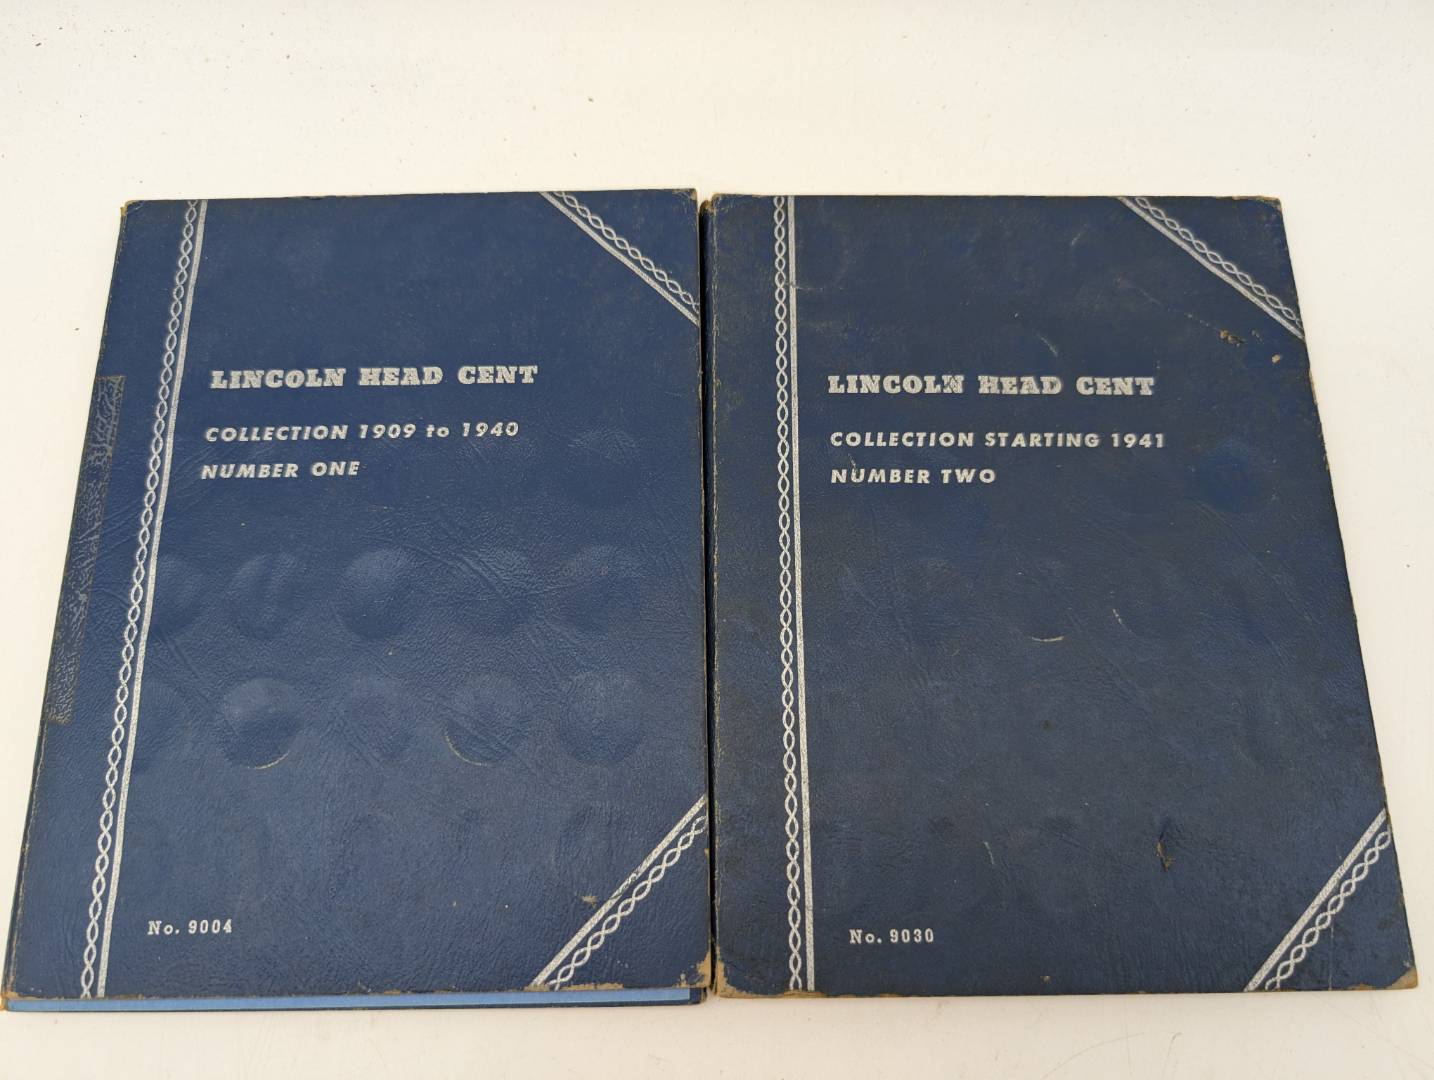 LINCOLN HEAD CENT
COLLECTION 1909 to 1940
NUMBER ONE
No. 9004
LINCOLN HEAD CENT
COLLECTION STARTING 1941
NUMBER TWO
No. 9030